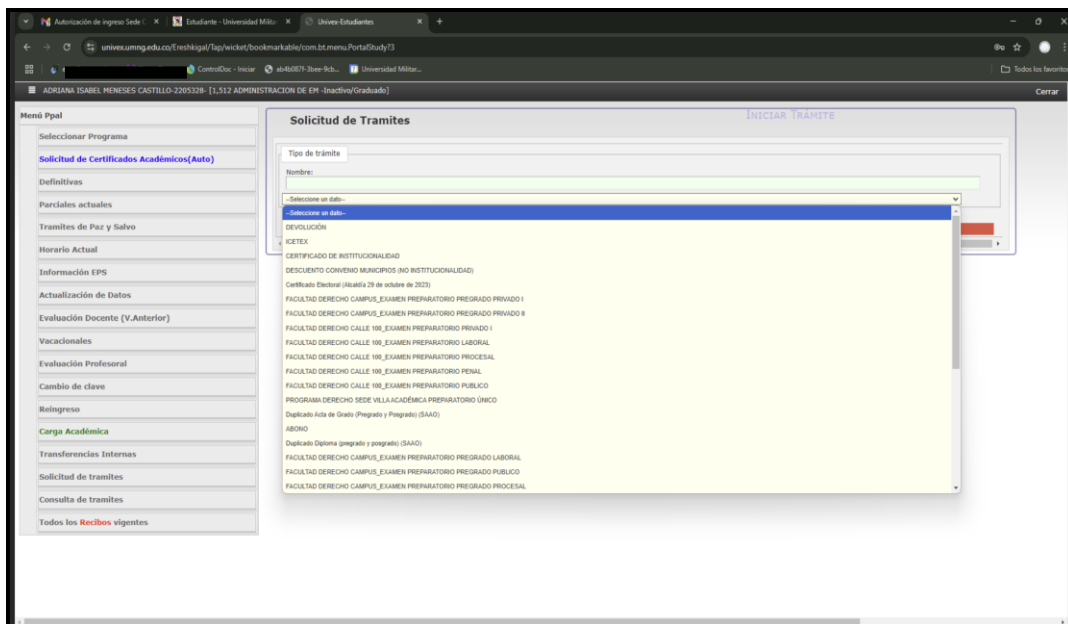 Autorización de ingreso Sede C
Estudiante - Universidad Milita
Univex-Estudiantes
univex.umng.edu.co/Ereshkigal/Tap/wicket/bookmarkable/com.bt.menu.PortalStudy?3
ControlDoc - Iniciar
ab4b087f-3bee-9cb...
Universidad Militar...
Todos los favoritos
ADRIANA ISABEL MENESES CASTILLO-2205328- [1,512 ADMINISTRACION DE EM -Inactivo/Graduado]
Cerrar
Menú Ppal
Seleccionar Programa
Solicitud de Certificados Académicos(Auto)
Definitivas
Parciales actuales
Tramites de Paz y Salvo
Horario Actual
Información EPS
Actualización de Datos
Evaluación Docente (V.Anterior)
Vacacionales
Evaluación Profesoral
Cambio de clave
Reingreso
Carga Académica
Transferencias Internas
Solicitud de tramites
Consulta de tramites
Todos los Recibos vigentes
Solicitud de Tramites
INICIAR TRÁMITE
Tipo de trámite
Nombre:
--Seleccione un dato--
--Seleccione un dato--
DEVOLUCIÓN
ICETEX
CERTIFICADO DE INSTITUCIONALIDAD
DESCUENTO CONVENIO MUNICIPIOS (NO INSTITUCIONALIDAD)
Certificado Electoral (Alcaldía 29 de octubre de 2023)
FACULTAD DERECHO CAMPUS_EXAMEN PREPARATORIO PREGRADO PRIVADO I
FACULTAD DERECHO CAMPUS_EXAMEN PREPARATORIO PREGRADO PRIVADO II
FACULTAD DERECHO CALLE 100_EXAMEN PREPARATORIO PRIVADO I
FACULTAD DERECHO CALLE 100_EXAMEN PREPARATORIO LABORAL
FACULTAD DERECHO CALLE 100_EXAMEN PREPARATORIO PROCESAL
FACULTAD DERECHO CALLE 100_EXAMEN PREPARATORIO PENAL
FACULTAD DERECHO CALLE 100_EXAMEN PREPARATORIO PUBLICO
PROGRAMA DERECHO SEDE VILLA ACADÉMICA PREPARATORIO ÚNICO
Duplicado Acta de Grado (Pregrado y Posgrado) (SAAO)
ABONO
Duplicado Diploma (pregrado y posgrado) (SAAO)
FACULTAD DERECHO CAMPUS_EXAMEN PREPARATORIO PREGRADO LABORAL
FACULTAD DERECHO CAMPUS_EXAMEN PREPARATORIO PREGRADO PUBLICO
FACULTAD DERECHO CAMPUS_EXAMEN PREPARATORIO PREGRADO PROCESAL